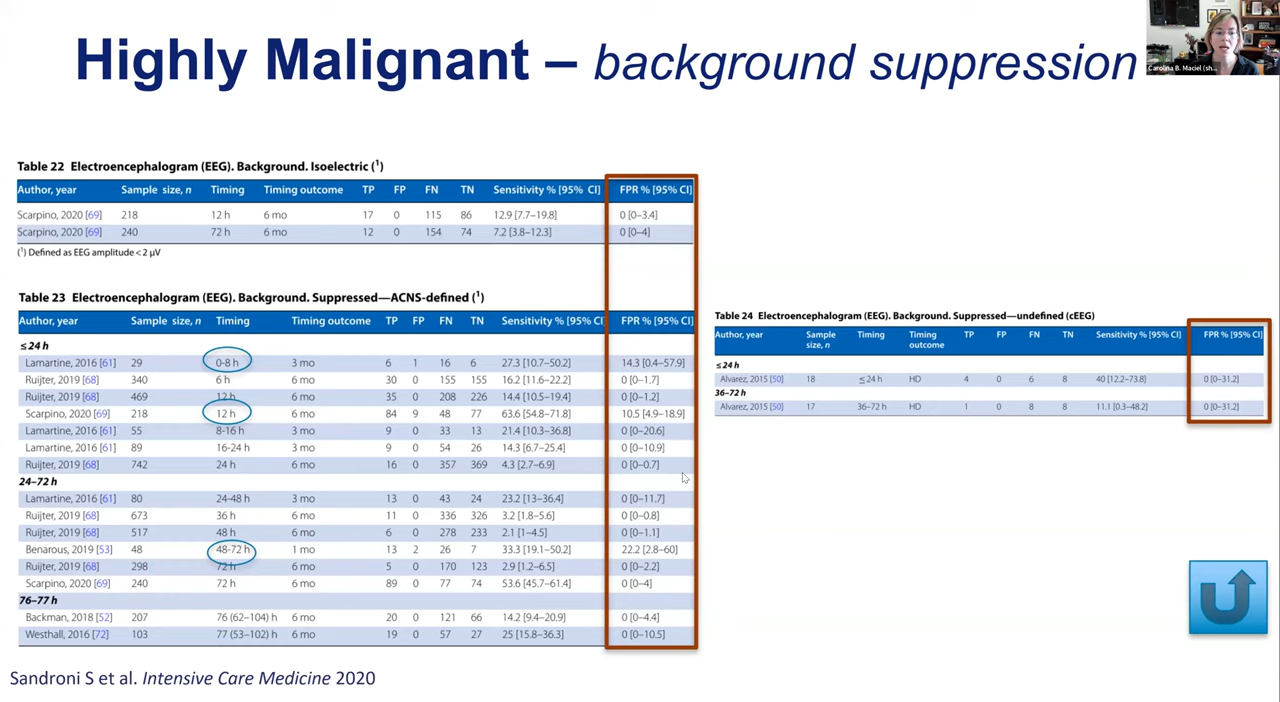 Highly Malignant – background suppression
Carolina B. Maciel (sh...
Table 22 Electroencephalogram (EEG). Background. Isoelectric (¹)
Author, year Sample size, n Timing Timing outcome TP FP FN TN Sensitivity % [95% CI] FPR % [95% CI]
Scarpino, 2020 [69] 218 12 h 6 mo 17 0 115 86 12.9 [7.7–19.8] 0 [0–3.4]
Scarpino, 2020 [69] 240 72 h 6 mo 12 0 154 74 7.2 [3.8–12.3] 0 [0–4]
(¹) Defined as EEG amplitude < 2 µV
Table 23 Electroencephalogram (EEG). Background. Suppressed—ACNS-defined (¹)
Author, year Sample size, n Timing Timing outcome TP FP FN TN Sensitivity % [95% CI] FPR % [95% CI]
≤ 24 h
Lamartine, 2016 [61] 29 0-8 h 3 mo 6 1 16 6 27.3 [10.7–50.2] 14.3 [0.4–57.9]
Ruijter, 2019 [68] 340 6 h 6 mo 30 0 155 155 16.2 [11.6–22.2] 0 [0–1.7]
Ruijter, 2019 [68] 469 12 h 6 mo 35 0 208 226 14.4 [10.5–19.4] 0 [0–1.2]
Scarpino, 2020 [69] 218 12 h 6 mo 84 9 48 77 63.6 [54.8–71.8] 10.5 [4.9–18.9]
Lamartine, 2016 [61] 55 8-16 h 3 mo 9 0 33 13 21.4 [10.3–36.8] 0 [0–20.6]
Lamartine, 2016 [61] 89 16-24 h 3 mo 9 0 54 26 14.3 [6.7–25.4] 0 [0–10.9]
Ruijter, 2019 [68] 742 24 h 6 mo 16 0 357 369 4.3 [2.7–6.9] 0 [0–0.7]
24–72 h
Lamartine, 2016 [61] 80 24-48 h 3 mo 13 0 43 24 23.2 [13–36.4] 0 [0–11.7]
Ruijter, 2019 [68] 673 36 h 6 mo 11 0 336 326 3.2 [1.8–5.6] 0 [0–0.8]
Ruijter, 2019 [68] 517 48 h 6 mo 6 0 278 233 2.1 [1–4.5] 0 [0–1.1]
Benarous, 2019 [53] 48 48-72 h 1 mo 13 2 26 7 33.3 [19.1–50.2] 22.2 [2.8–60]
Ruijter, 2019 [68] 298 72 h 6 mo 5 0 170 123 2.9 [1.2–6.5] 0 [0–2.2]
Scarpino, 2020 [69] 240 72 h 6 mo 89 0 77 74 53.6 [45.7–61.4] 0 [0–4]
76–77 h
Backman, 2018 [52] 207 76 (62–104) h 6 mo 20 0 121 66 14.2 [9.4–20.9] 0 [0–4.4]
Westhall, 2016 [72] 103 77 (53–102) h 6 mo 19 0 57 27 25 [15.8–36.3] 0 [0–10.5]
Table 24 Electroencephalogram (EEG). Background. Suppressed—undefined (cEEG)
Author, year Sample size, n Timing Timing outcome TP FP FN TN Sensitivity % [95% CI] FPR % [95% CI]
≤ 24 h
Alvarez, 2015 [50] 18 ≤ 24 h HD 4 0 6 8 40 [12.2–73.8] 0 [0–31.2]
36–72 h
Alvarez, 2015 [50] 17 36–72 h HD 1 0 8 8 11.1 [0.3–48.2] 0 [0–31.2]
Sandroni S et al. Intensive Care Medicine 2020